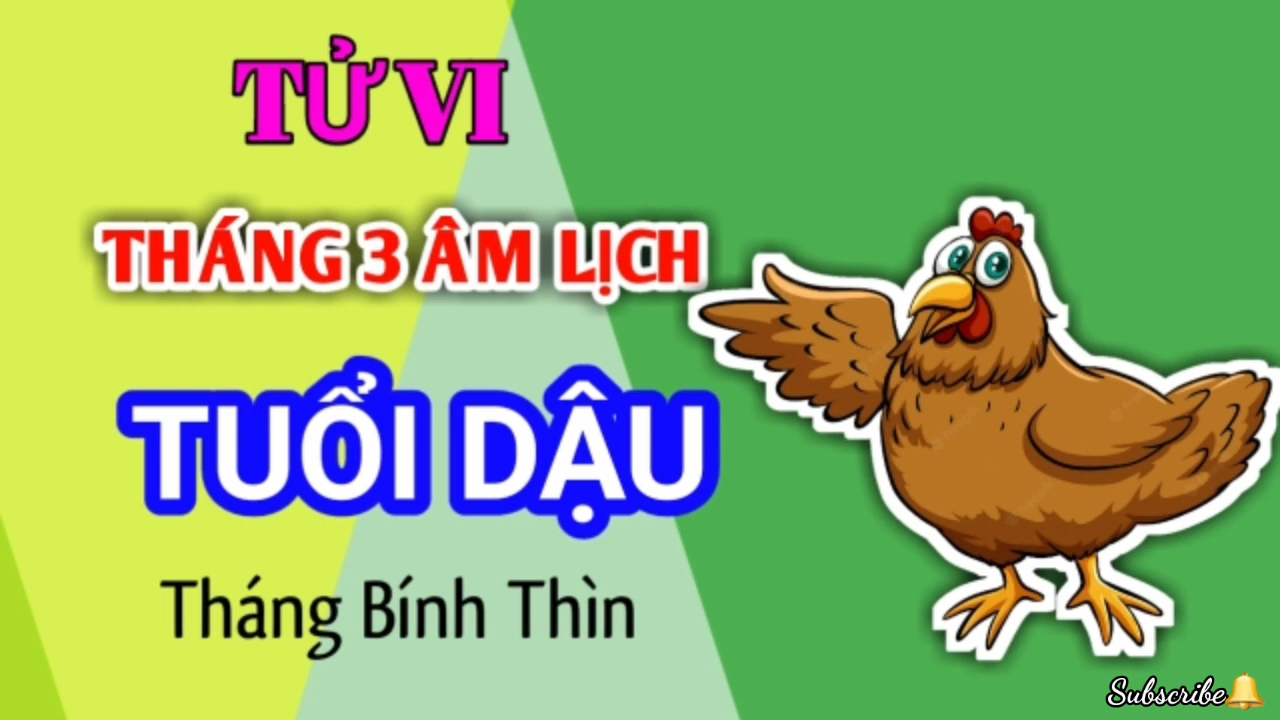 TỬ VI
THÁNG 3 ÂM LỊCH
TUỔI DẬU
Tháng Bính Thìn
Subscribe